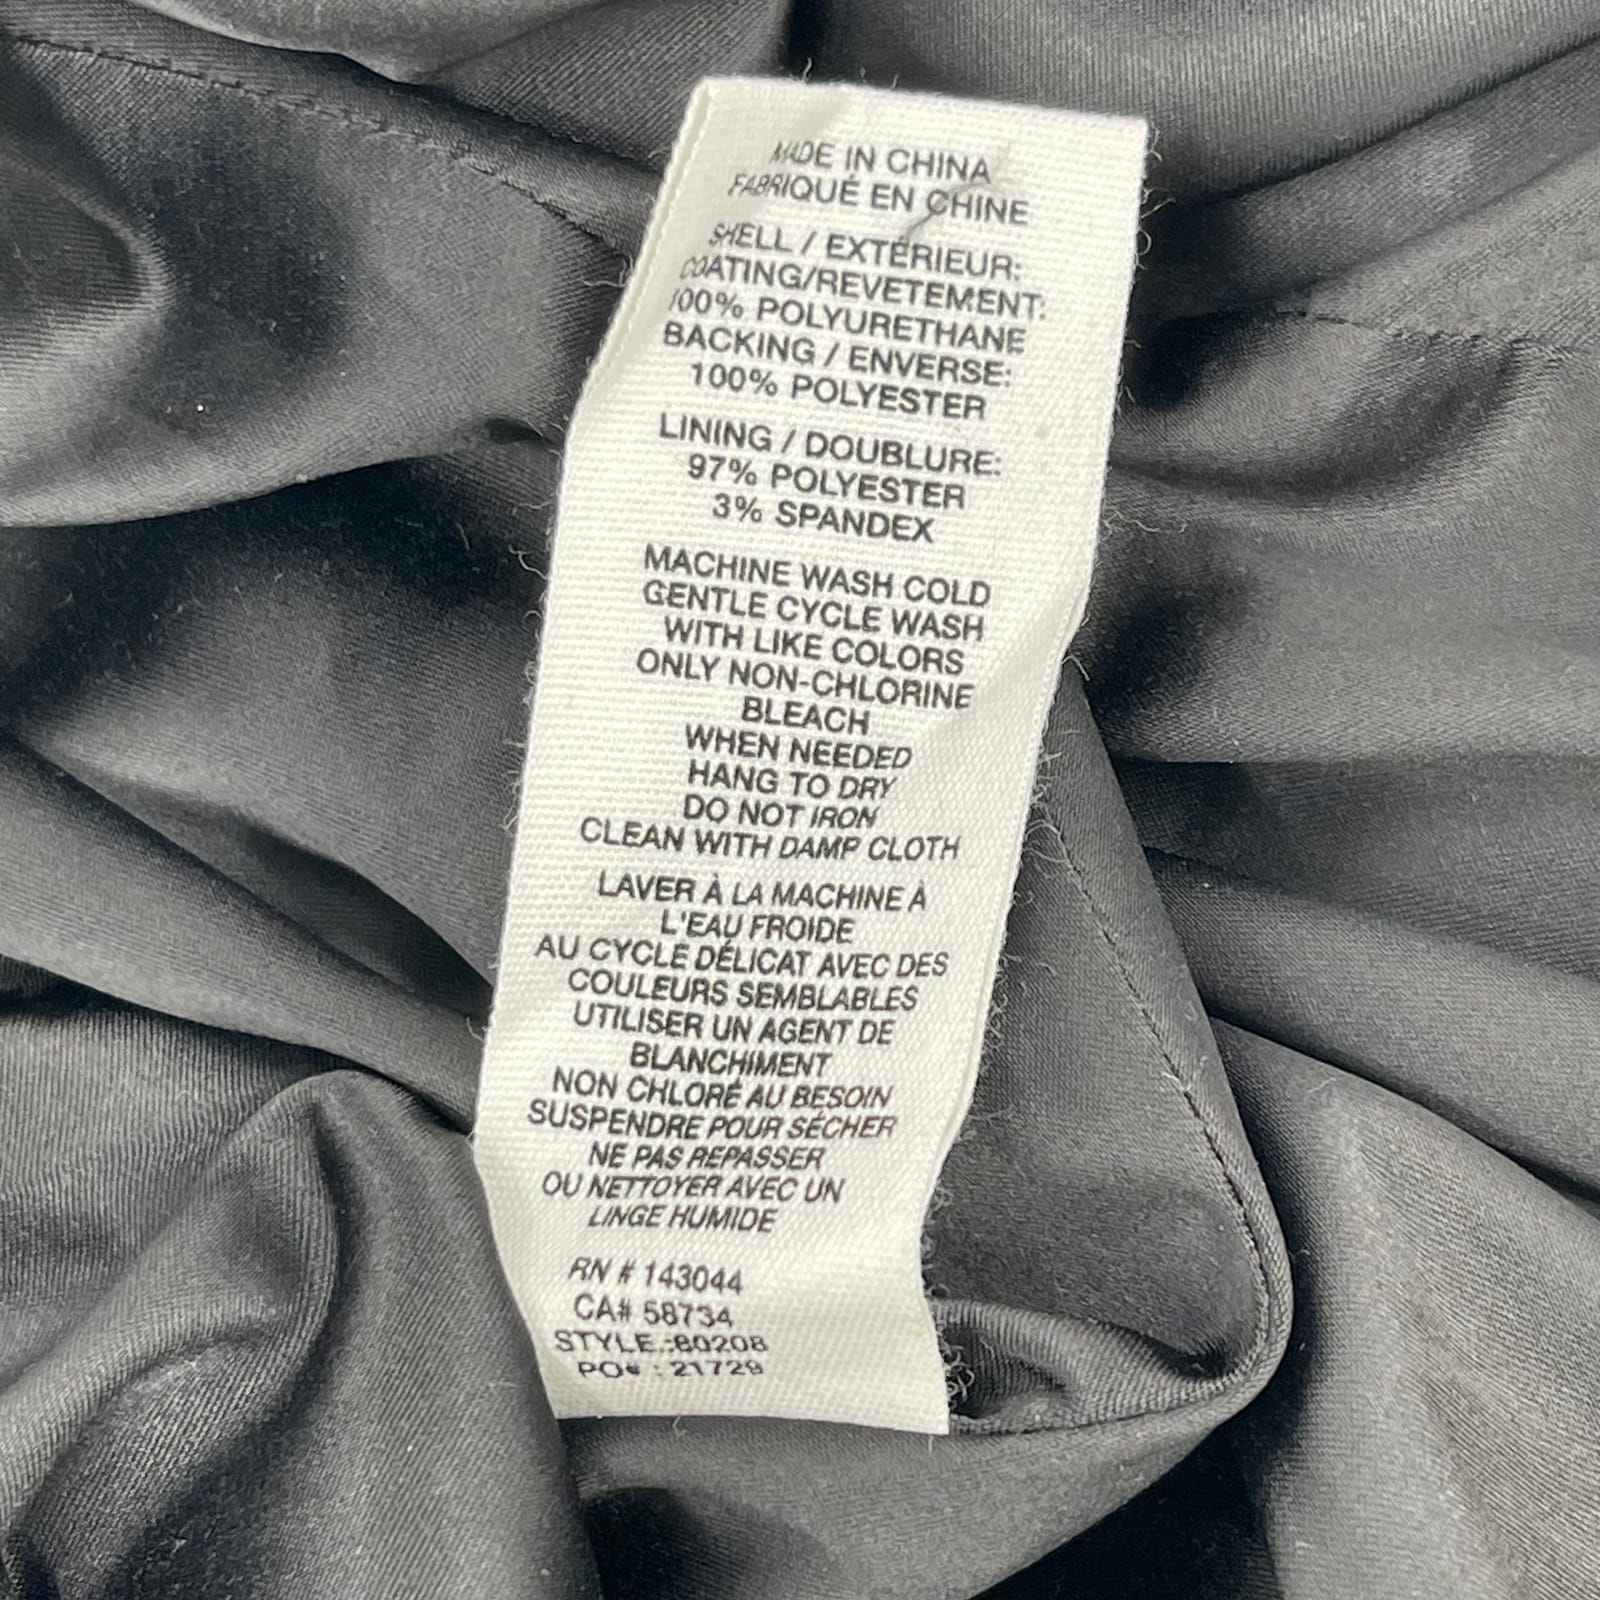 MADE IN CHINA
FABRIQUÉ EN CHINE
SHELL / EXTÉRIEUR:
COATING/REVETEMENT:
100% POLYURETHANE
BACKING / ENVERSE:
100% POLYESTER
LINING / DOUBLURE:
97% POLYESTER
3% SPANDEX
MACHINE WASH COLD
GENTLE CYCLE WASH
WITH LIKE COLORS
ONLY NON-CHLORINE
BLEACH
WHEN NEEDED
HANG TO DRY
DO NOT IRON
CLEAN WITH DAMP CLOTH
LAVER À LA MACHINE À
L'EAU FROIDE
AU CYCLE DÉLICAT AVEC DES
COULEURS SEMBLABLES
UTILISER UN AGENT DE
BLANCHIMENT
NON CHLORÉ AU BESOIN
SUSPENDRE POUR SÉCHER
NE PAS REPASSER
OU NETTOYER AVEC UN
LINGE HUMIDE
RN # 143044
CA# 58734
STYLE.:80208
PO# : 21729